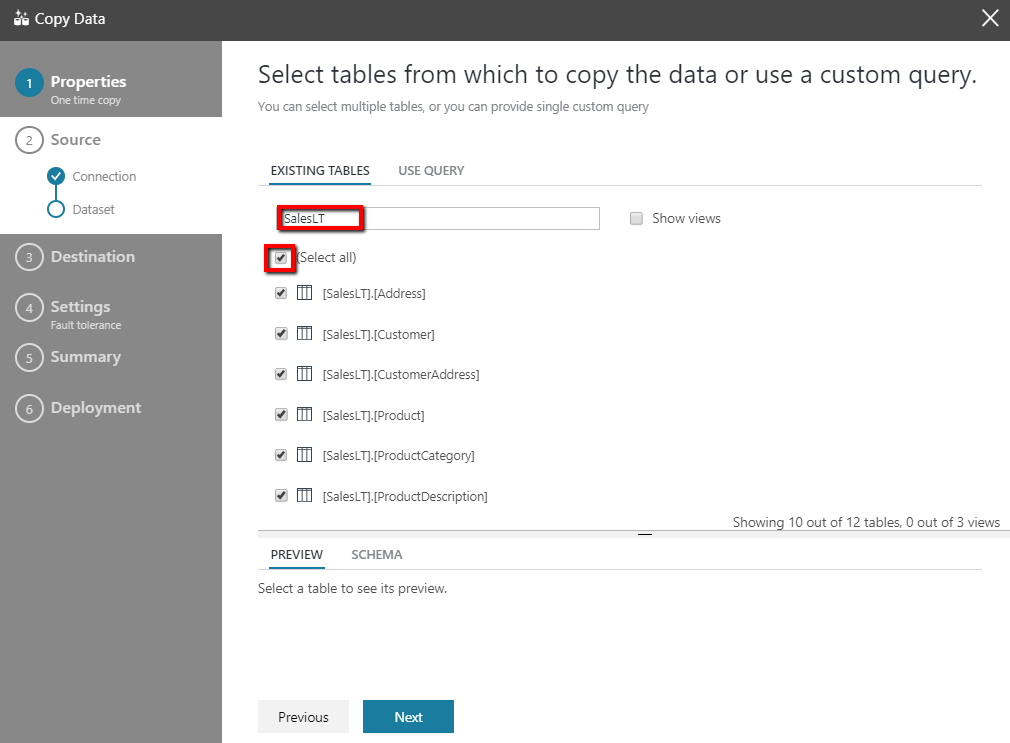 Copy Data
1 Properties
One time copy
2 Source
Connection
Dataset
3 Destination
4 Settings
Fault tolerance
5 Summary
6 Deployment
Select tables from which to copy the data or use a custom query.
You can select multiple tables, or you can provide single custom query
EXISTING TABLES USE QUERY
SalesLT Show views
(Select all)
[SalesLT].[Address]
[SalesLT].[Customer]
[SalesLT].[CustomerAddress]
[SalesLT].[Product]
[SalesLT].[ProductCategory]
[SalesLT].[ProductDescription]
Showing 10 out of 12 tables, 0 out of 3 views
PREVIEW SCHEMA
Select a table to see its preview.
Previous Next